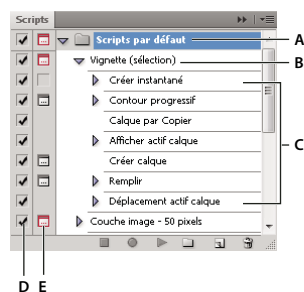 Scripts
Scripts par défaut
A
Vignette (sélection)
B
Créer instantané
Contour progressif
Calque par Copier
Afficher actif calque
C
Créer calque
Remplir
Déplacement actif calque
Couche image - 50 pixels
D E